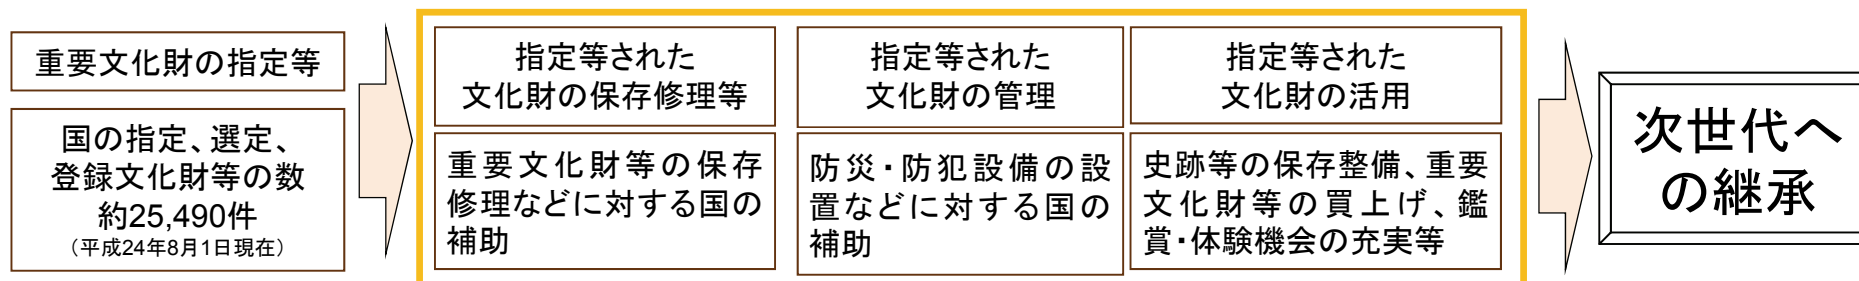 重要文化財の指定等
国の指定、選定、
登録文化財等の数
約25,490件
（平成24年8月1日現在）
指定等された
文化財の保存修理等
重要文化財等の保存
修理などに対する国の
補助
指定等された
文化財の管理
防災・防犯設備の設
置などに対する国の
補助
指定等された
文化財の活用
史跡等の保存整備、重要
文化財等の買上げ、鑑
賞・体験機会の充実等
次世代へ
の継承